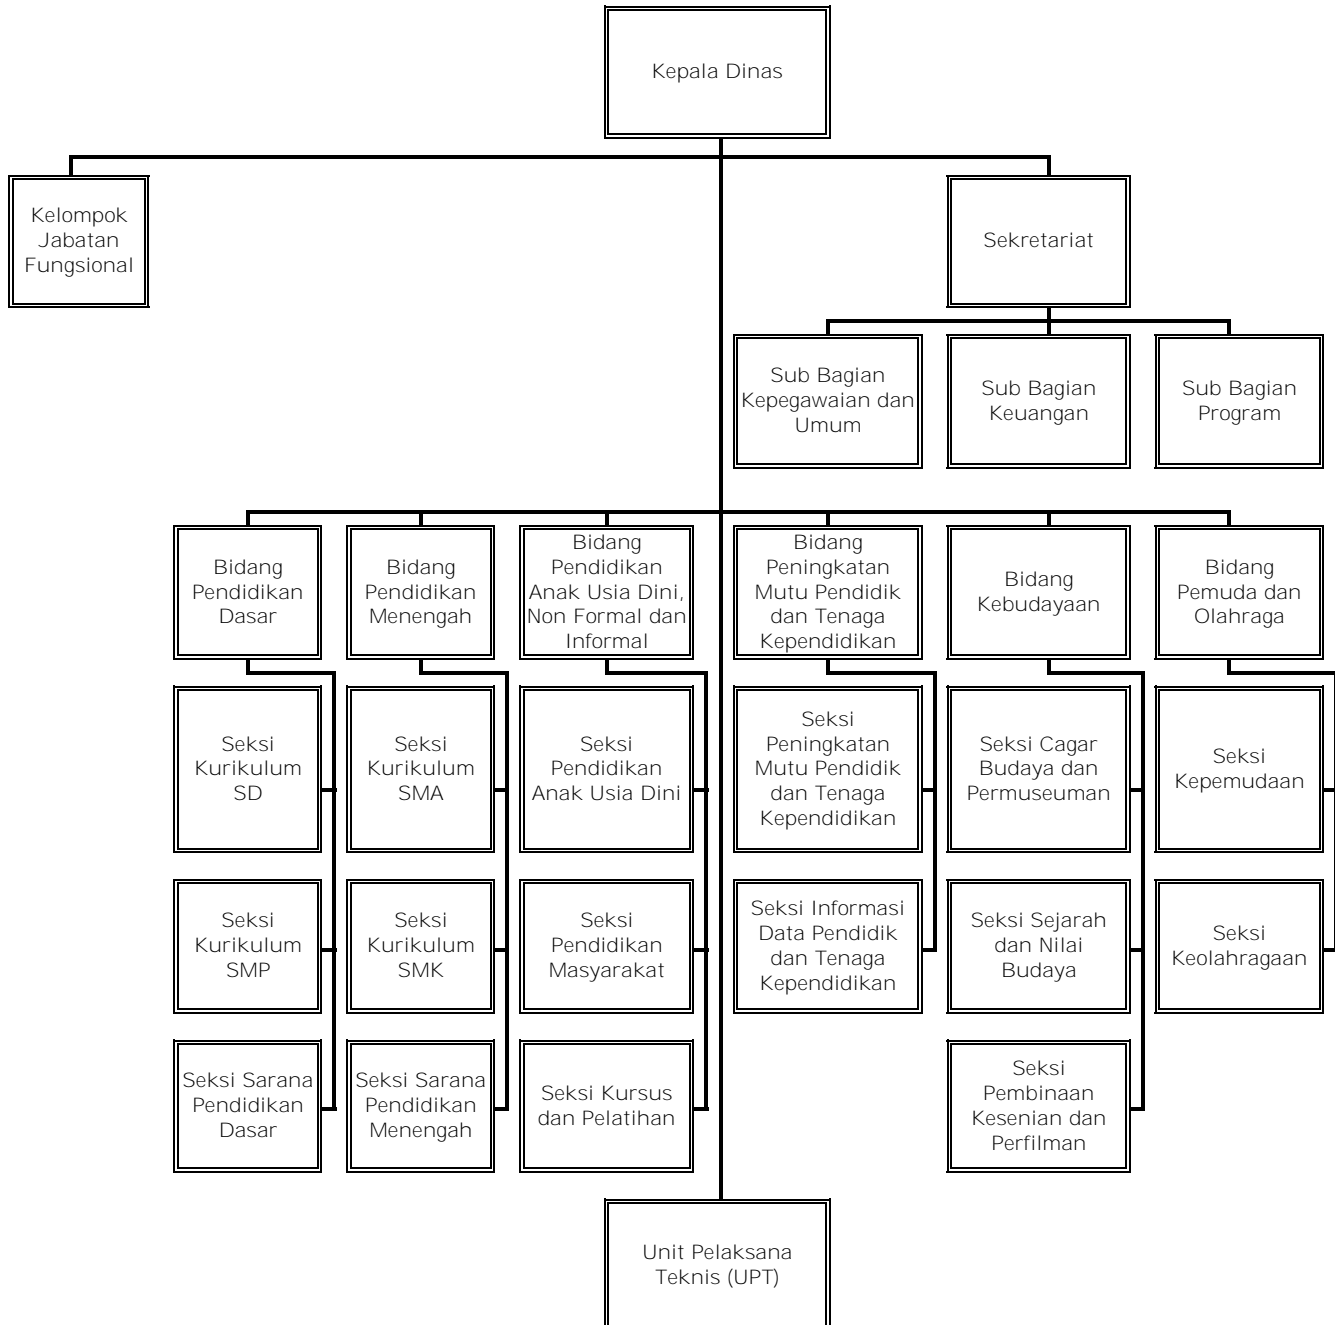 Kepala Dinas
Kelompok
Jabatan
Fungsional
Sekretariat
Sub Bagian
Kepegawaian dan
Umum
Sub Bagian
Keuangan
Sub Bagian
Program
Bidang
Pendidikan
Dasar
Bidang
Pendidikan
Menengah
Bidang
Pendidikan
Anak Usia Dini,
Non Formal dan
Informal
Bidang
Peningkatan
Mutu Pendidik
dan Tenaga
Kependidikan
Bidang
Kebudayaan
Bidang
Pemuda dan
Olahraga
Seksi
Kurikulum
SD
Seksi
Kurikulum
SMA
Seksi
Pendidikan
Anak Usia Dini
Seksi
Peningkatan
Mutu Pendidik
dan Tenaga
Kependidikan
Seksi Cagar
Budaya dan
Permuseuman
Seksi
Kepemudaan
Seksi
Kurikulum
SMP
Seksi
Kurikulum
SMK
Seksi
Pendidikan
Masyarakat
Seksi Informasi
Data Pendidik
dan Tenaga
Kependidikan
Seksi Sejarah
dan Nilai
Budaya
Seksi
Keolahragaan
Seksi Sarana
Pendidikan
Dasar
Seksi Sarana
Pendidikan
Menengah
Seksi Kursus
dan Pelatihan
Seksi
Pembinaan
Kesenian dan
Perfilman
Unit Pelaksana
Teknis (UPT)